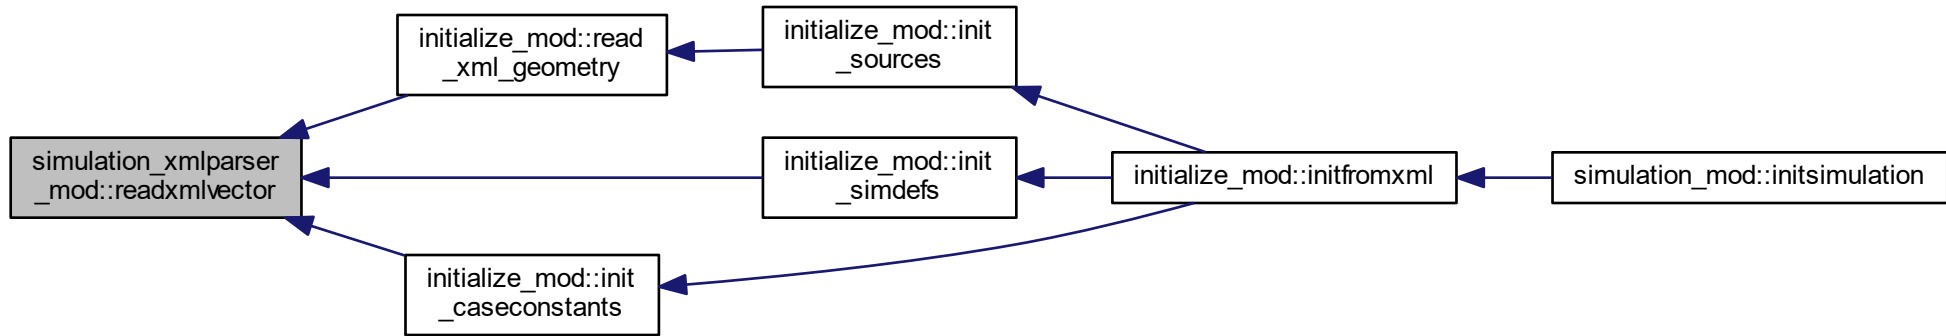 simulation_xmlparser
_mod::readxmlvector
initialize_mod::read
_xml_geometry
initialize_mod::init
_sources
initialize_mod::init
_simdefs
initialize_mod::init
_caseconstants
initialize_mod::initfromxml
simulation_mod::initsimulation